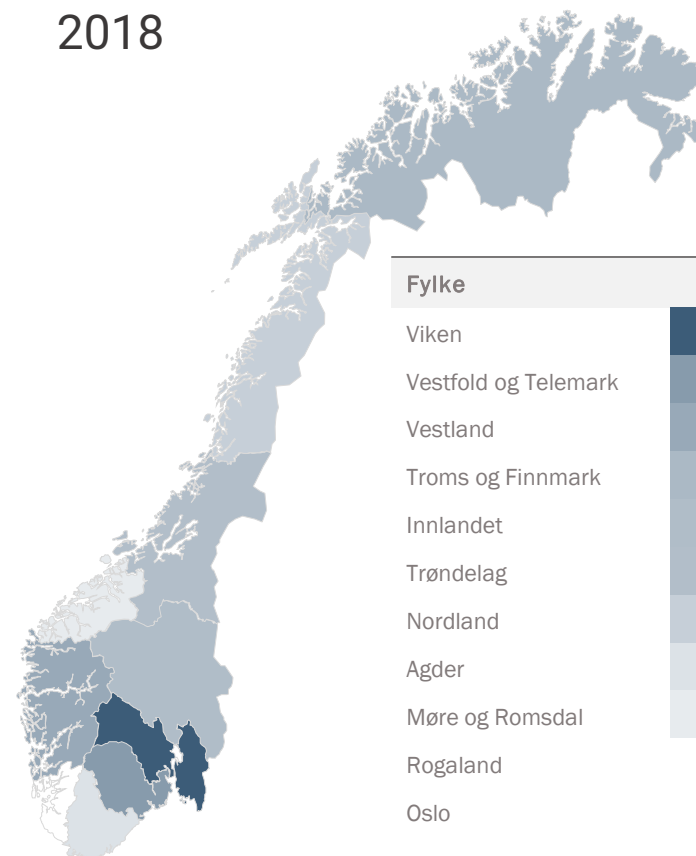 2018
Fylke
Viken
Vestfold og Telemark
Vestland
Troms og Finnmark
Innlandet
Trøndelag
Nordland
Agder
Møre og Romsdal
Rogaland
Oslo